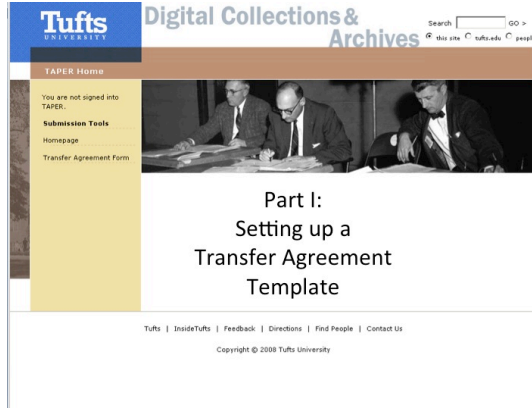 Tufts
UNIVERSITY
Digital Collections &
Archives
Search GO >
this site tufts.edu
TAPER Home
You are not signed into
TAPER.
Submission Tools
Homepage
Transfer Agreement Form
Part I:
Setting up a
Transfer Agreement
Template
Tufts | InsideTufts | Feedback | Directions | Find People | Contact Us
Copyright © 2008 Tufts University